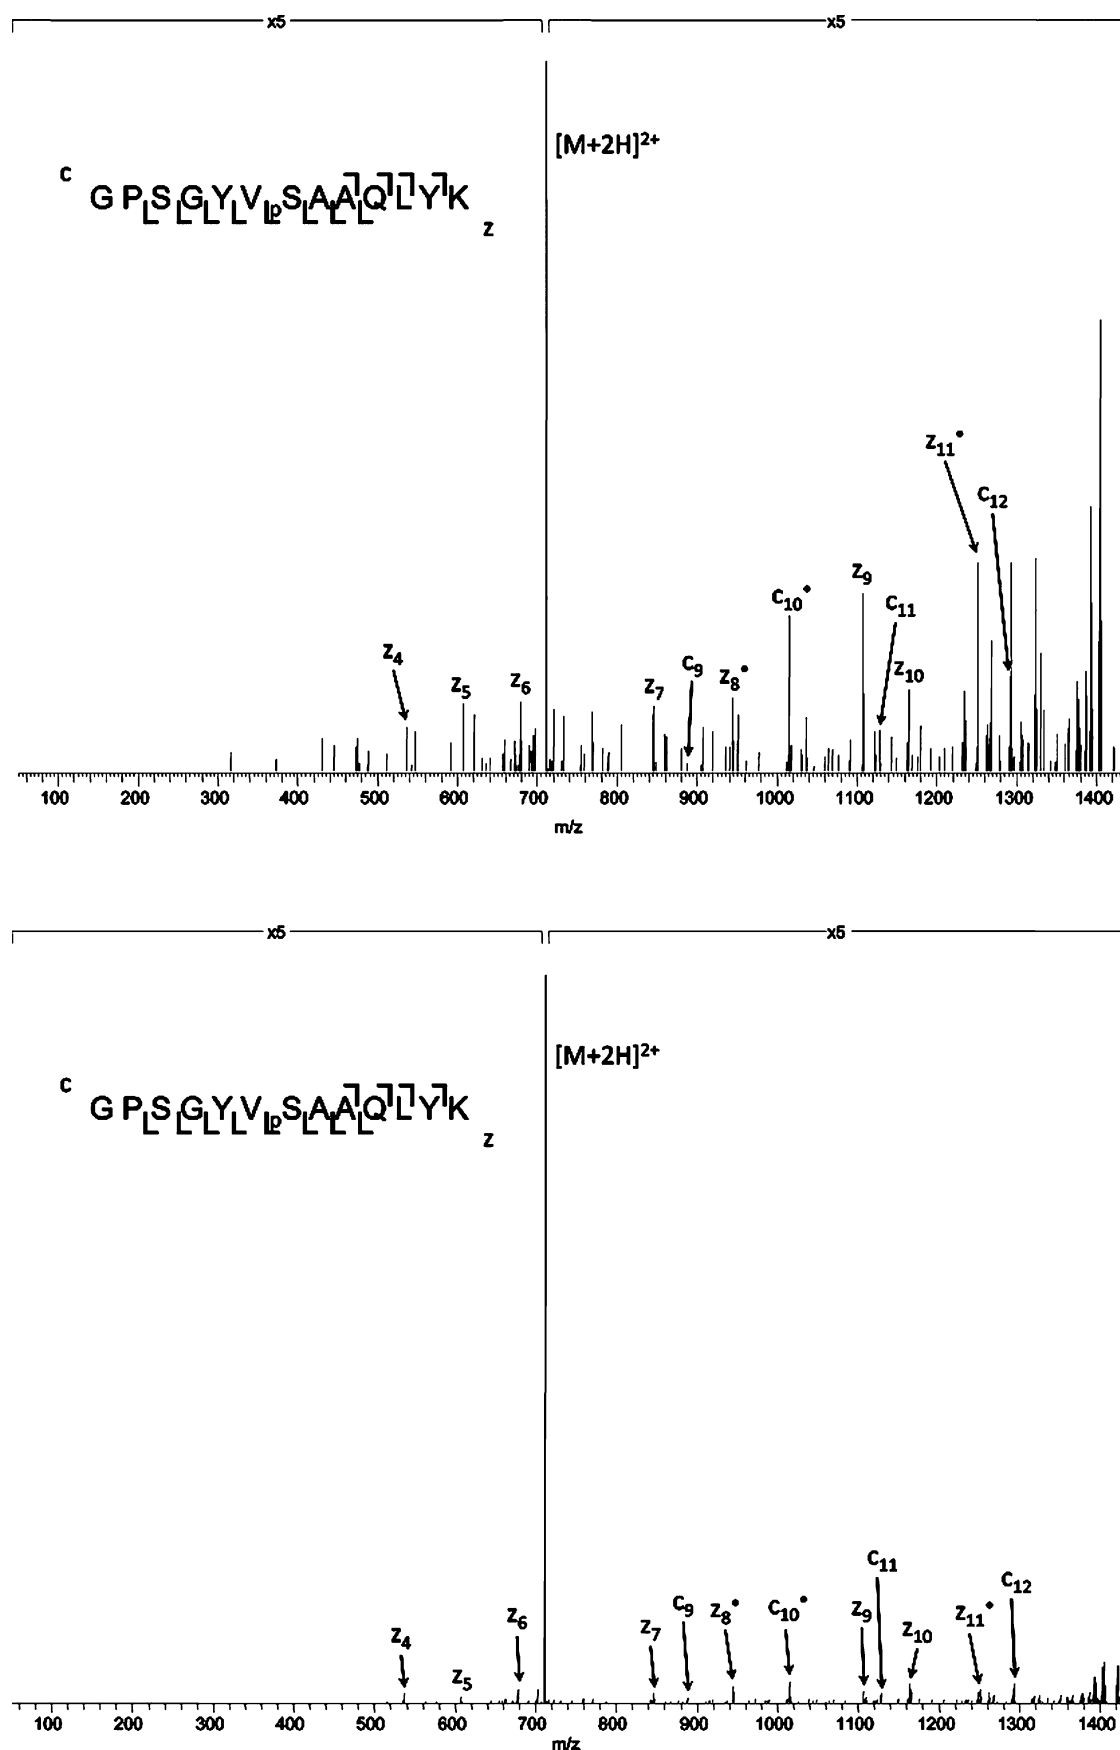 x5 x5
[M+2H]2+
c
G P S G Y V pS A A Q L Y K
z
z11•
c12
c10• z9
c11
z4 z5 z6 z7 c9 z8• z10
100 200 300 400 500 600 700 800 900 1000 1100 1200 1300 1400
m/z
x5 x5
[M+2H]2+
c
G P S G Y V pS A A Q L Y K
z
c11
c12
z4 z5 z6 z7 c9 z8• c10• z9 z10 z11•
100 200 300 400 500 600 700 800 900 1000 1100 1200 1300 1400
m/z